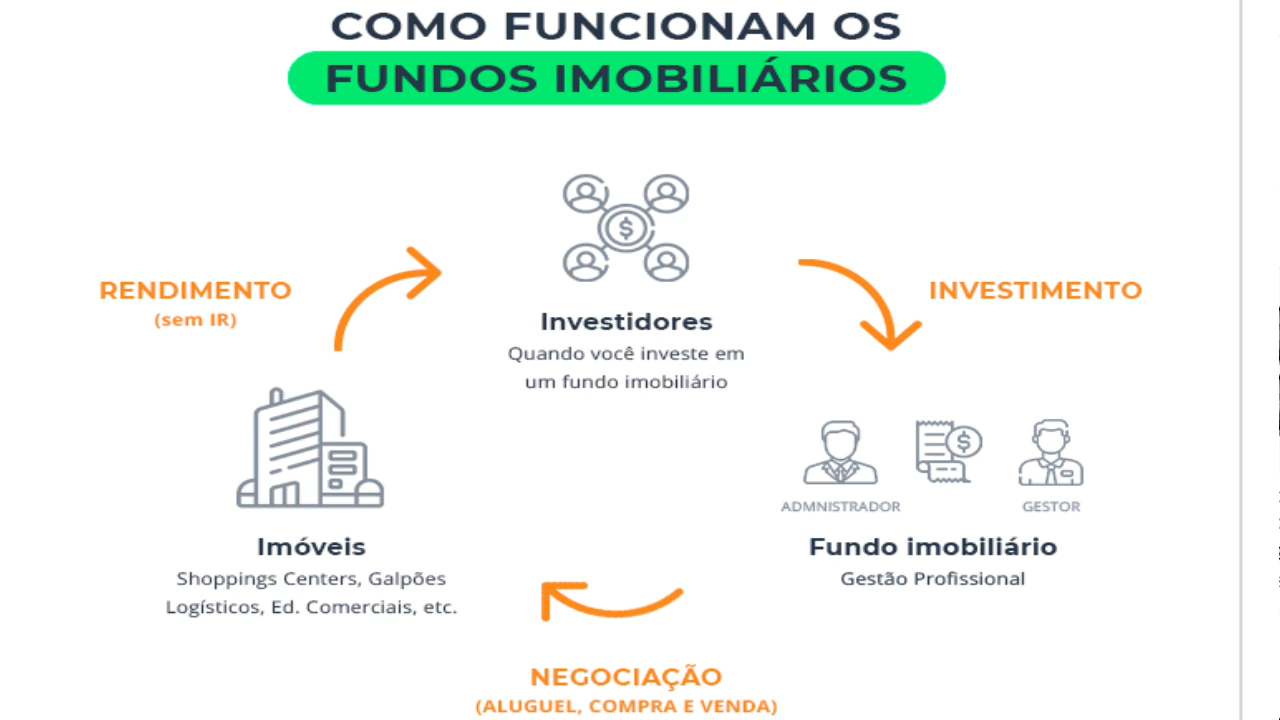 COMO FUNCIONAM OS
FUNDOS IMOBILIÁRIOS
RENDIMENTO
(sem IR)
INVESTIMENTO
Investidores
Quando você investe em
um fundo imobiliário
ADMNISTRADOR
GESTOR
Imóveis
Shoppings Centers, Galpões
Logísticos, Ed. Comerciais, etc.
Fundo imobiliário
Gestão Profissional
NEGOCIAÇÃO
(ALUGUEL, COMPRA E VENDA)